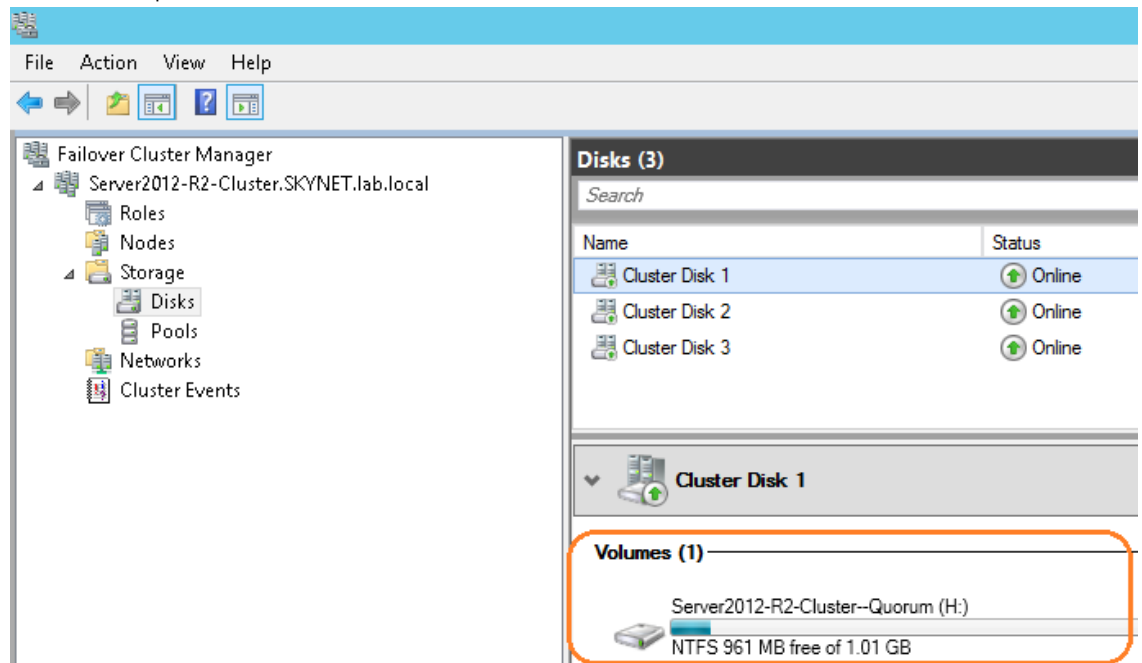 File Action View Help
Failover Cluster Manager
Server2012-R2-Cluster.SKYNET.lab.local
Roles
Nodes
Storage
Disks
Pools
Networks
Cluster Events
Disks (3)
Search
Name Status
Cluster Disk 1 Online
Cluster Disk 2 Online
Cluster Disk 3 Online
Cluster Disk 1
Volumes (1)
Server2012-R2-Cluster--Quorum (H:)
NTFS 961 MB free of 1.01 GB